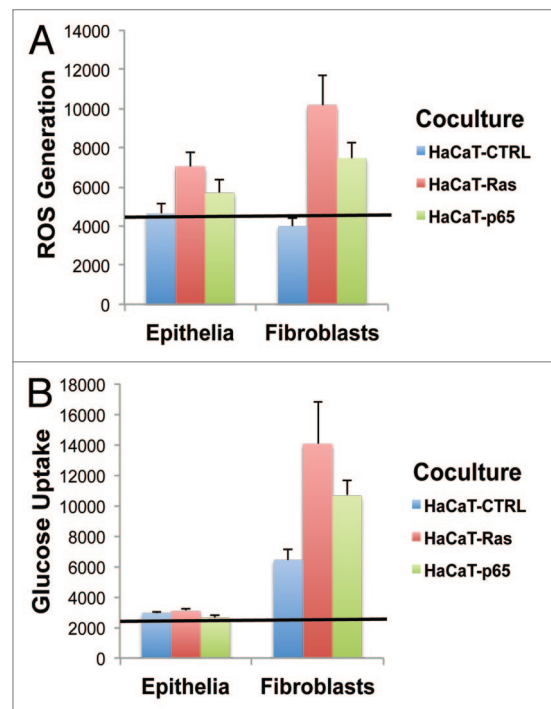 A
ROS Generation
14000
12000
10000
8000
6000
4000
2000
0
Epithelia
Fibroblasts
Coculture
HaCaT-CTRL
HaCaT-Ras
HaCaT-p65
B
Glucose Uptake
18000
16000
14000
12000
10000
8000
6000
4000
2000
0
Epithelia
Fibroblasts
Coculture
HaCaT-CTRL
HaCaT-Ras
HaCaT-p65